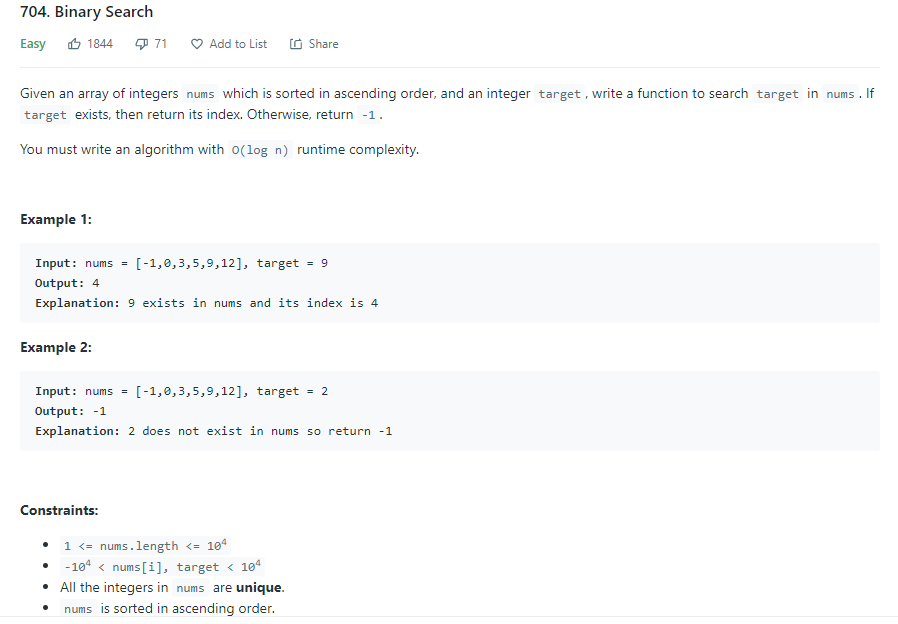 704. Binary Search
Easy 1844 71 Add to List Share
Given an array of integers nums which is sorted in ascending order, and an integer target, write a function to search target in nums. If
target exists, then return its index. Otherwise, return -1.
You must write an algorithm with O(log n) runtime complexity.
Example 1:
Input: nums = [-1,0,3,5,9,12], target = 9
Output: 4
Explanation: 9 exists in nums and its index is 4
Example 2:
Input: nums = [-1,0,3,5,9,12], target = 2
Output: -1
Explanation: 2 does not exist in nums so return -1
Constraints:
• 1 <= nums.length <= 10⁴
• -10⁴ < nums[i], target < 10⁴
• All the integers in nums are unique.
• nums is sorted in ascending order.